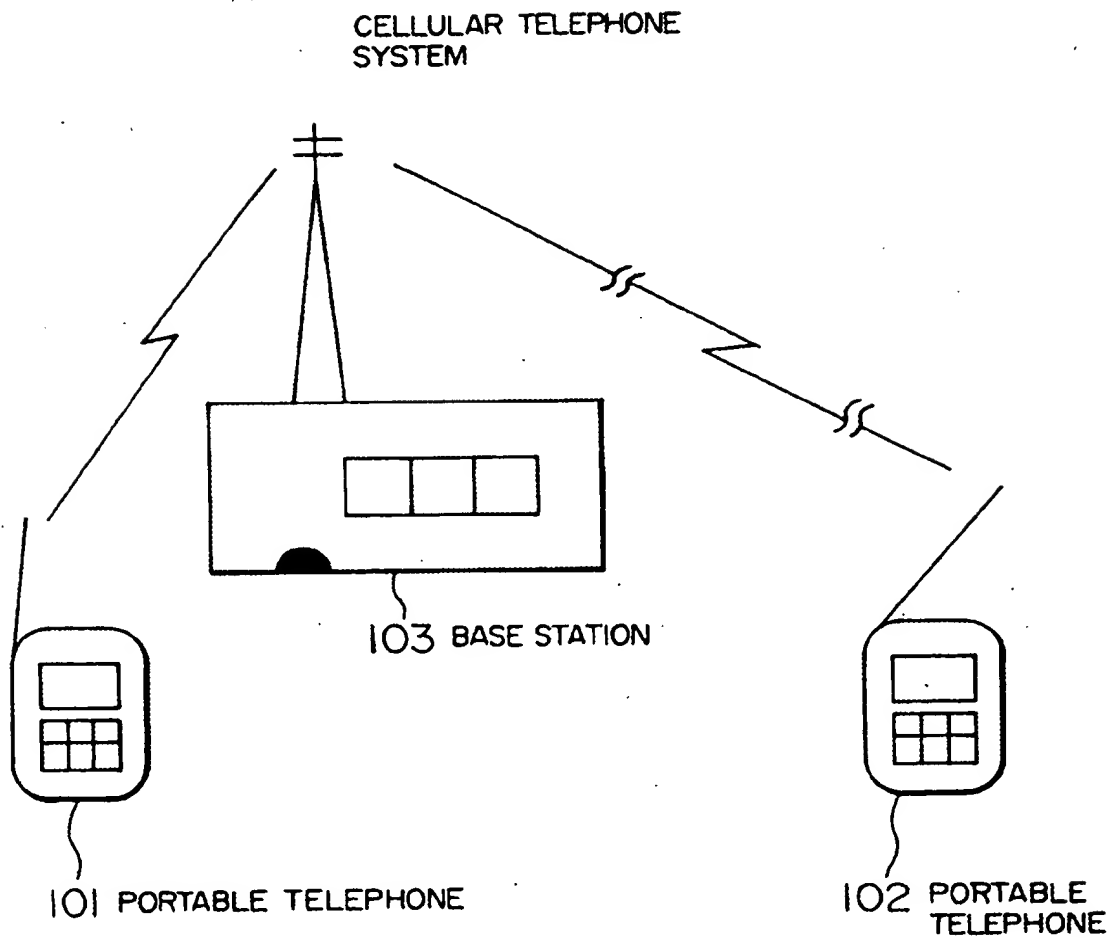 CELLULAR TELEPHONE
SYSTEM
103 BASE STATION
101 PORTABLE TELEPHONE
102 PORTABLE
TELEPHONE